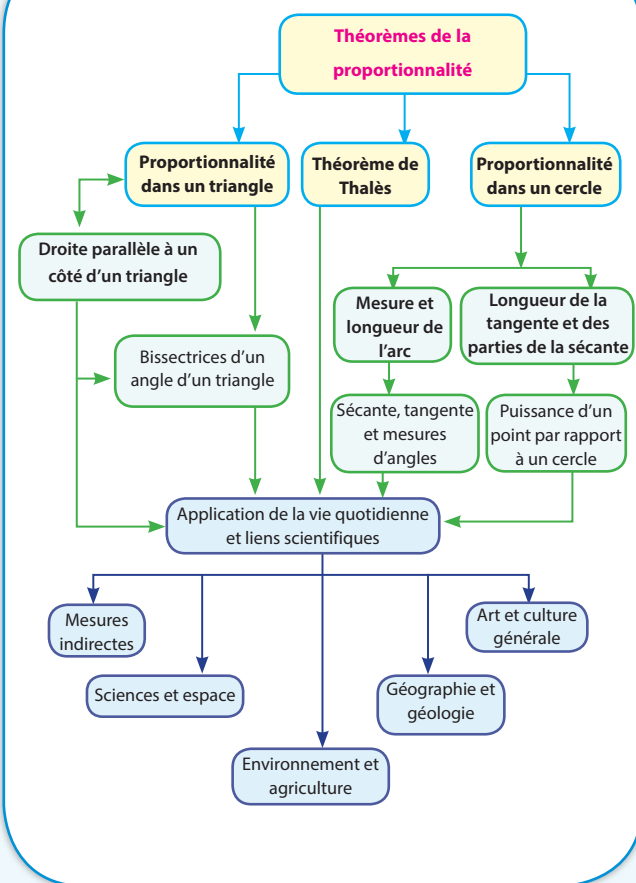 Théorèmes de la
proportionnalité
Proportionnalité
dans un triangle
Théorème de
Thalès
Proportionnalité
dans un cercle
Droite parallèle à un
côté d'un triangle
Mesure et
longueur de
l'arc
Longueur de la
tangente et des
parties de la sécante
Bissectrices d'un
angle d'un triangle
Sécante, tangente
et mesures
d'angles
Puissance d'un
point par rapport
à un cercle
Application de la vie quotidienne
et liens scientifiques
Mesures
indirectes
Art et culture
générale
Sciences et espace
Géographie et
géologie
Environnement et
agriculture